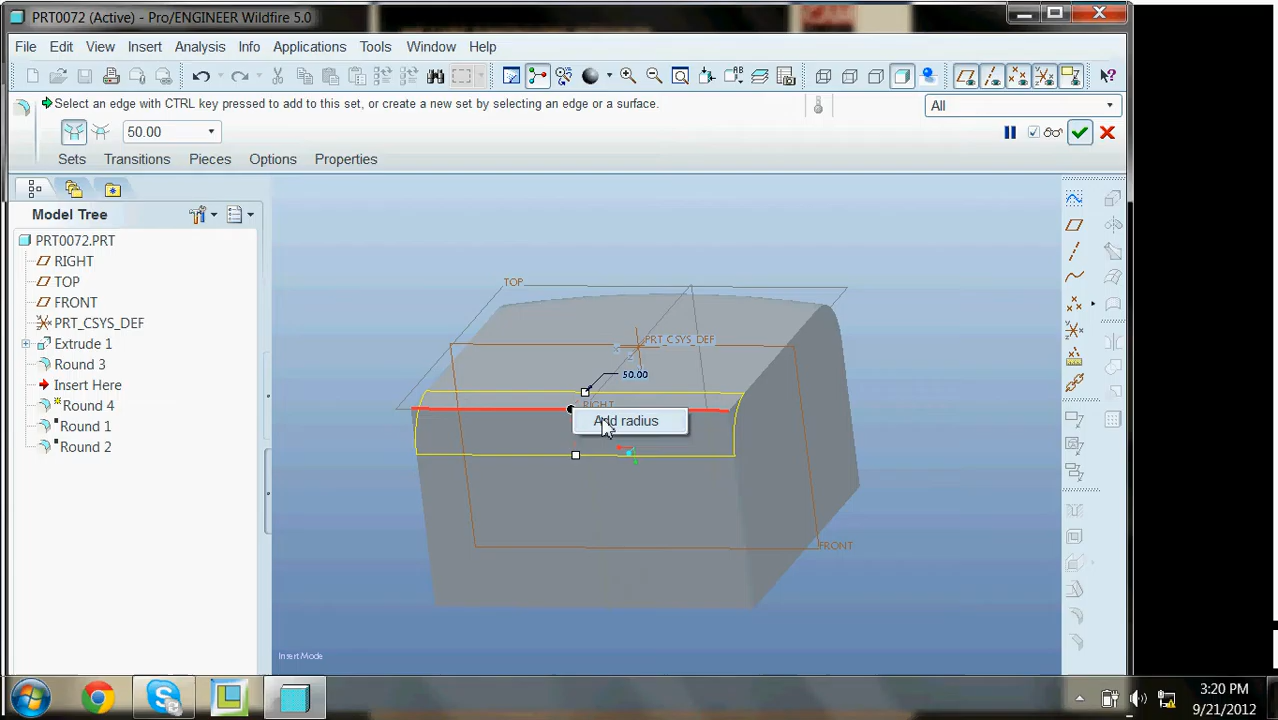 PRT0072 (Active) - Pro/ENGINEER Wildfire 5.0
File Edit View Insert Analysis Info Applications Tools Window Help
Select an edge with CTRL key pressed to add to this set, or create a new set by selecting an edge or a surface.
All
50.00
Sets Transitions Pieces Options Properties
Model Tree
PRT0072.PRT
RIGHT
TOP
FRONT
PRT_CSYS_DEF
Extrude 1
Round 3
Insert Here
Round 4
Round 1
Round 2
TOP
PRT_CSYS_DEF
50.00
RIGHT
Add radius
FRONT
Insert Mode
3:20 PM
9/21/2012